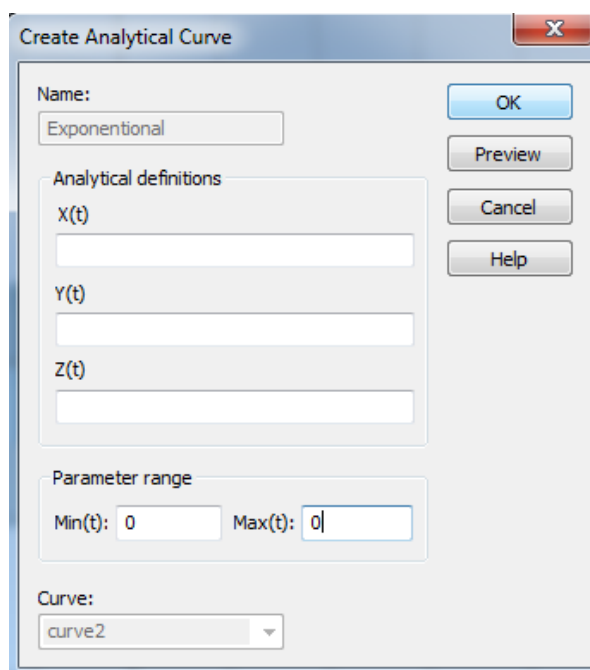 Create Analytical Curve
X
Name:
Exponentional
OK
Preview
Cancel
Help
Analytical definitions
X(t)
Y(t)
Z(t)
Parameter range
Min(t): 0 Max(t): 0
Curve:
curve2